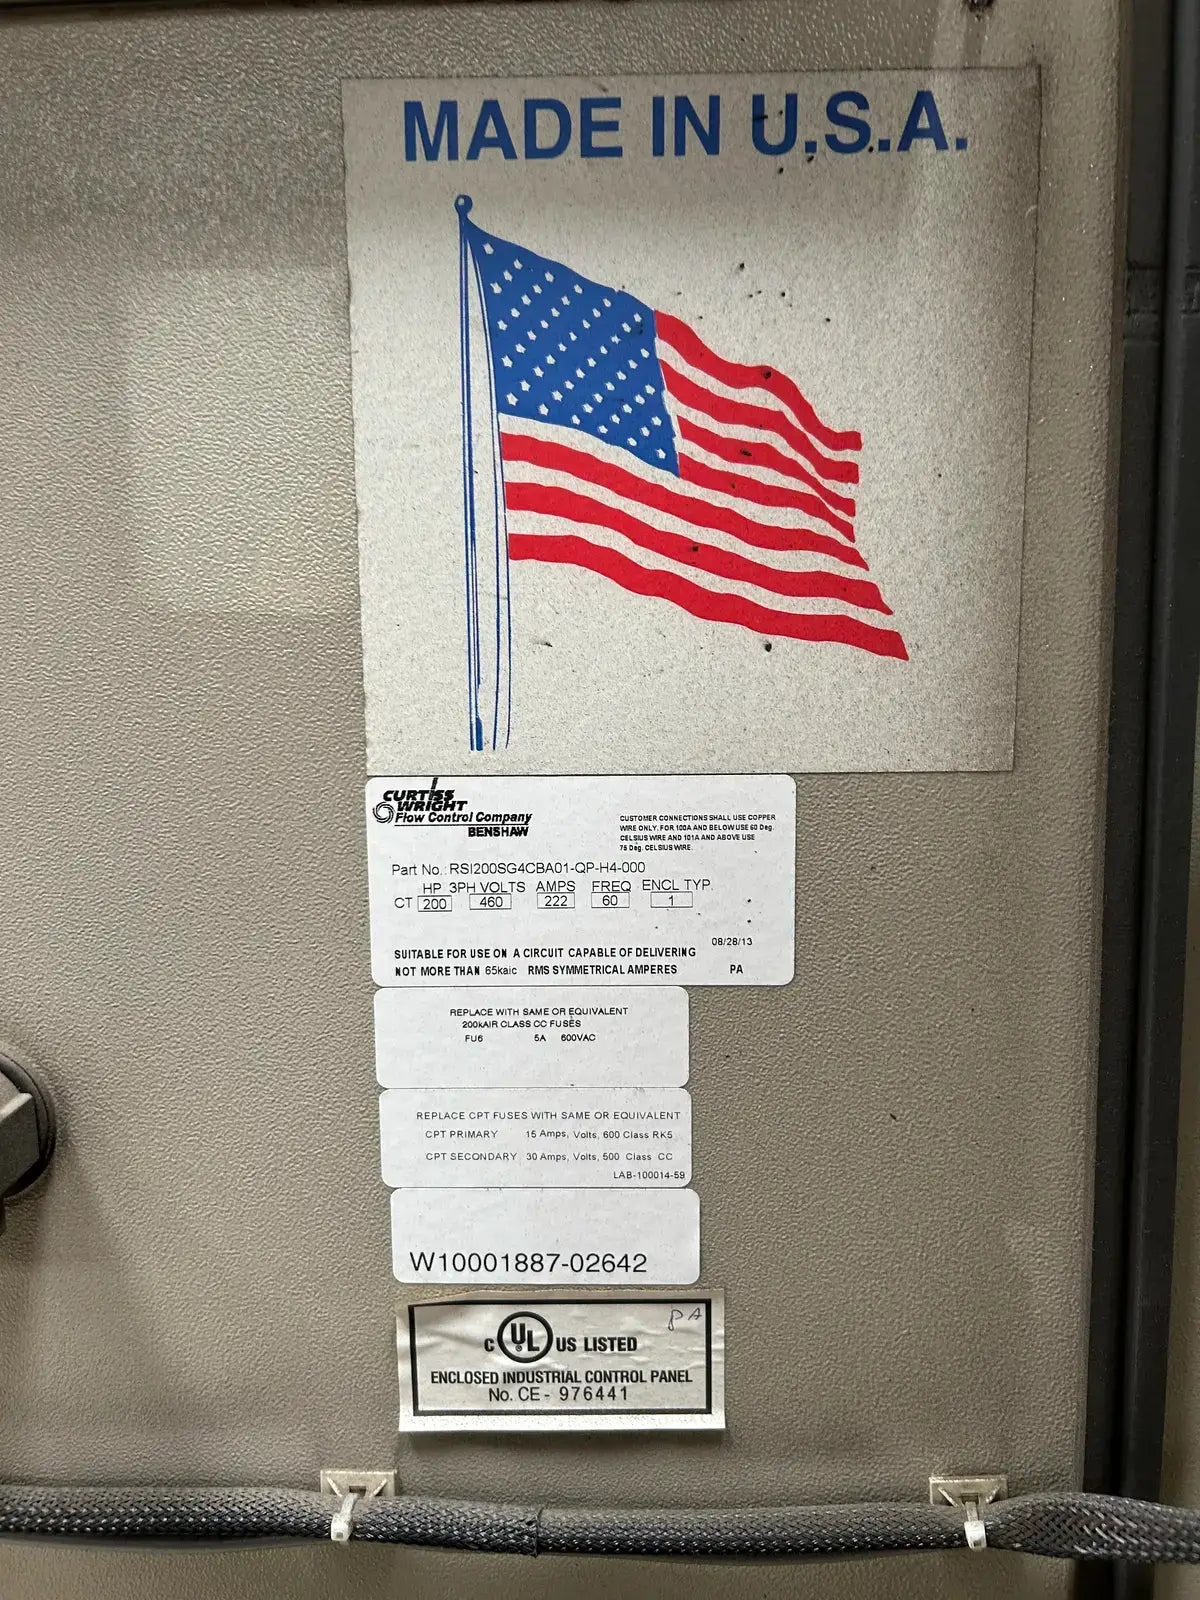 MADE IN U.S.A.
CURTISS
WRIGHT
Flow Control Company
BENSHAW
CUSTOMER CONNECTIONS SHALL USE COPPER
WIRE ONLY. FOR 100A AND BELOW USE 60 Deg.
CELSIUS WIRE AND 101A AND ABOVE USE
75 Deg. CELSIUS WIRE.
Part No.: RSI200SG4CBA01-QP-H4-000
HP 3PH VOLTS AMPS FREQ ENCL TYP.
CT 200 460 222 60 1
08/28/13
SUITABLE FOR USE ON A CIRCUIT CAPABLE OF DELIVERING
NOT MORE THAN 65kaic RMS SYMMETRICAL AMPERES PA
REPLACE WITH SAME OR EQUIVALENT
200kAIR CLASS CC FUSES
FU6 5A 600VAC
REPLACE CPT FUSES WITH SAME OR EQUIVALENT
CPT PRIMARY 15 Amps, Volts, 600 Class RK5
CPT SECONDARY 30 Amps, Volts, 500 Class CC
LAB-100014-59
W10001887-02642
PA
C UL ® US LISTED
ENCLOSED INDUSTRIAL CONTROL PANEL
No. CE- 976441